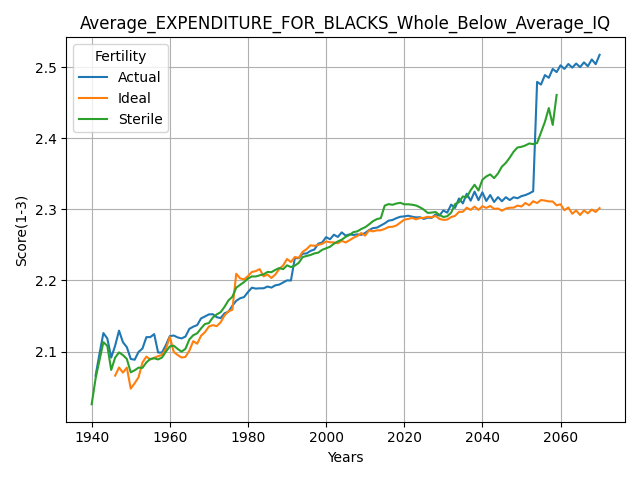 Average_EXPENDITURE_FOR_BLACKS_Whole_Below_Average_IQ
Fertility
Actual
Ideal
Sterile
Score(1-3)
2.5
2.4
2.3
2.2
2.1
1940 1960 1980 2000 2020 2040 2060
Years